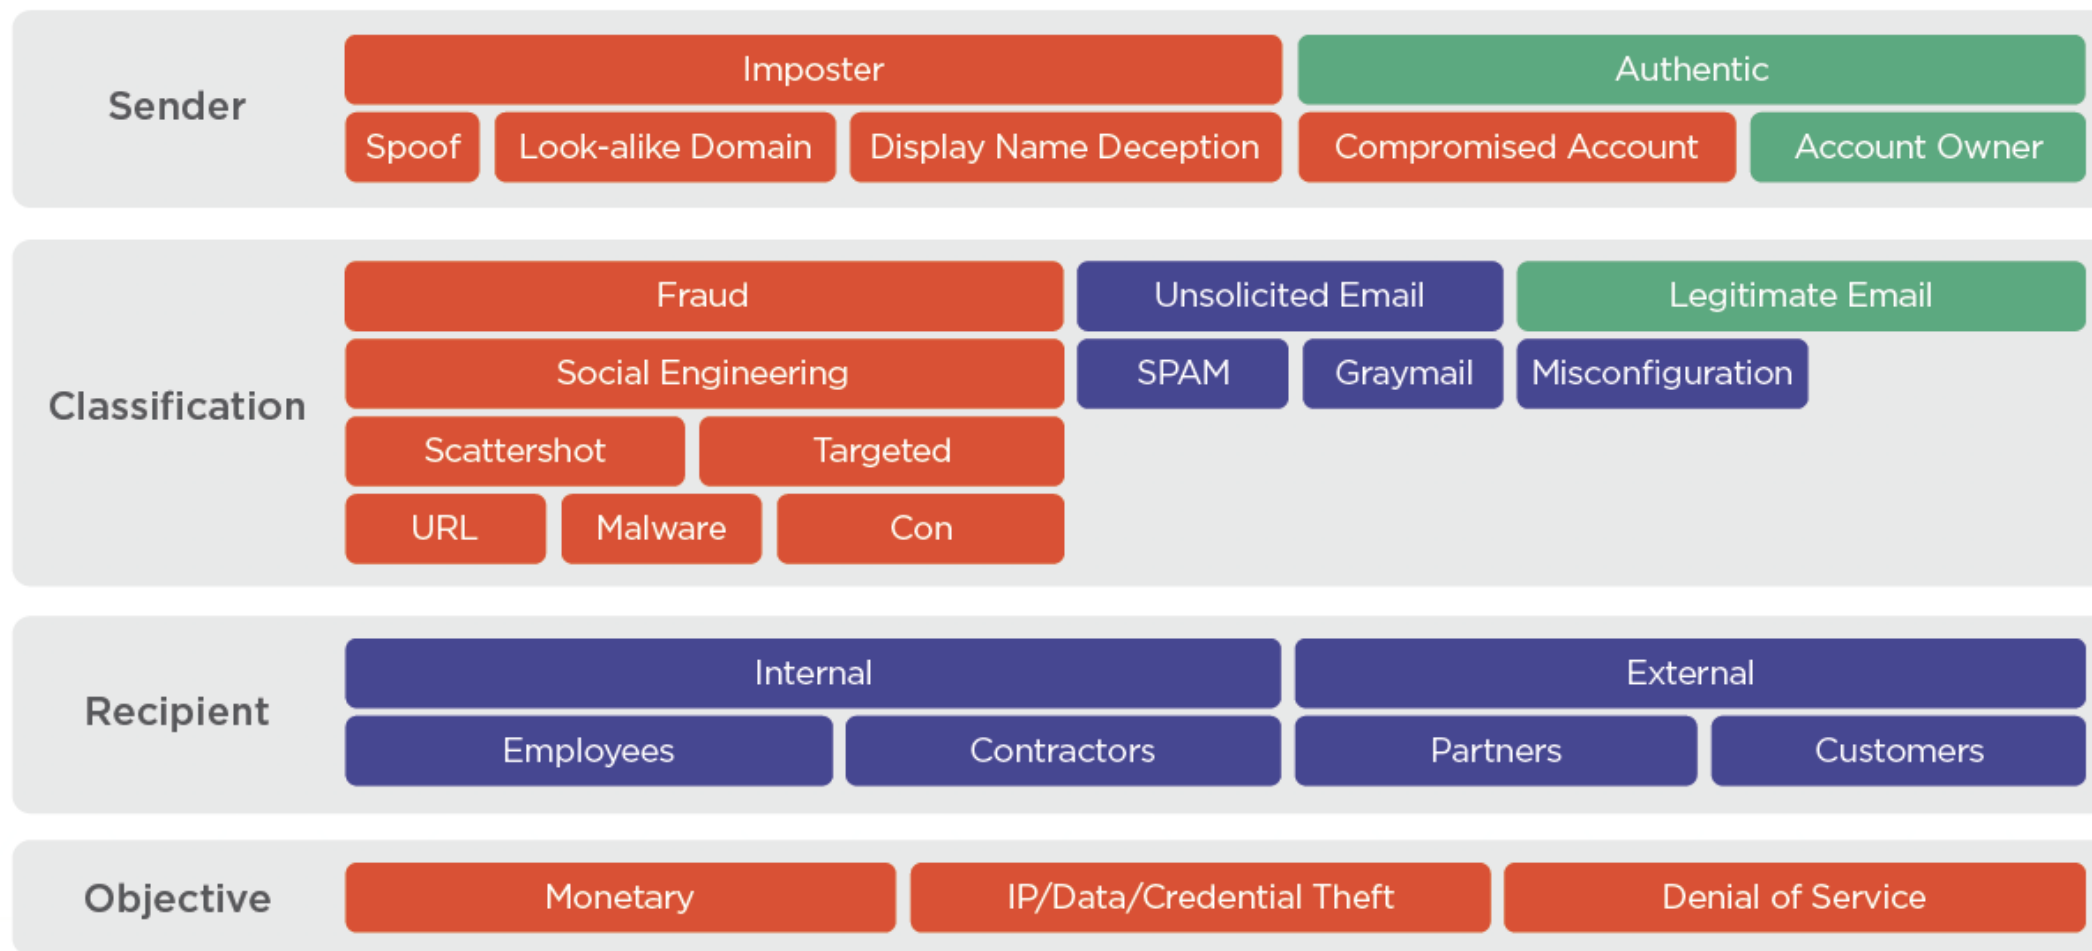 Sender
Imposter
Authentic
Spoof
Look-alike Domain
Display Name Deception
Compromised Account
Account Owner
Classification
Fraud
Unsolicited Email
Legitimate Email
Social Engineering
SPAM
Graymail
Misconfiguration
Scattershot
Targeted
URL
Malware
Con
Recipient
Internal
External
Employees
Contractors
Partners
Customers
Objective
Monetary
IP/Data/Credential Theft
Denial of Service